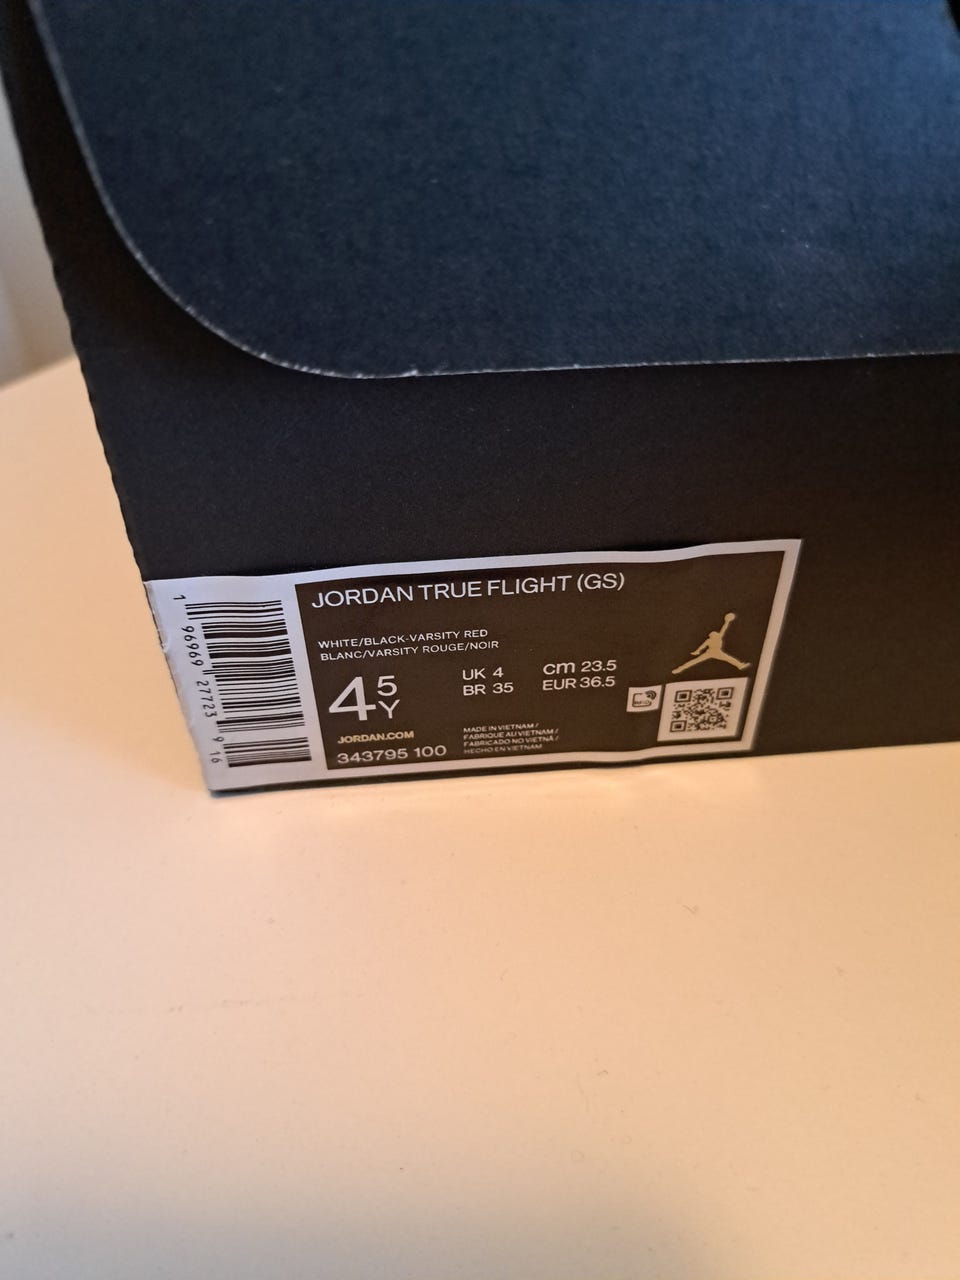 JORDAN TRUE FLIGHT (GS)
WHITE/BLACK-VARSITY RED
BLANC/VARSITY ROUGE/NOIR
4 5 Y
UK 4
BR 35
cm 23.5
EUR 36.5
JORDAN.COM
343795 100
MADE IN VIETNAM /
FABRIQUE AU VIETNAM /
FABRICADO NO VIETNÃ /
HECHO EN VIETNAM
1 96969 27723 9 16